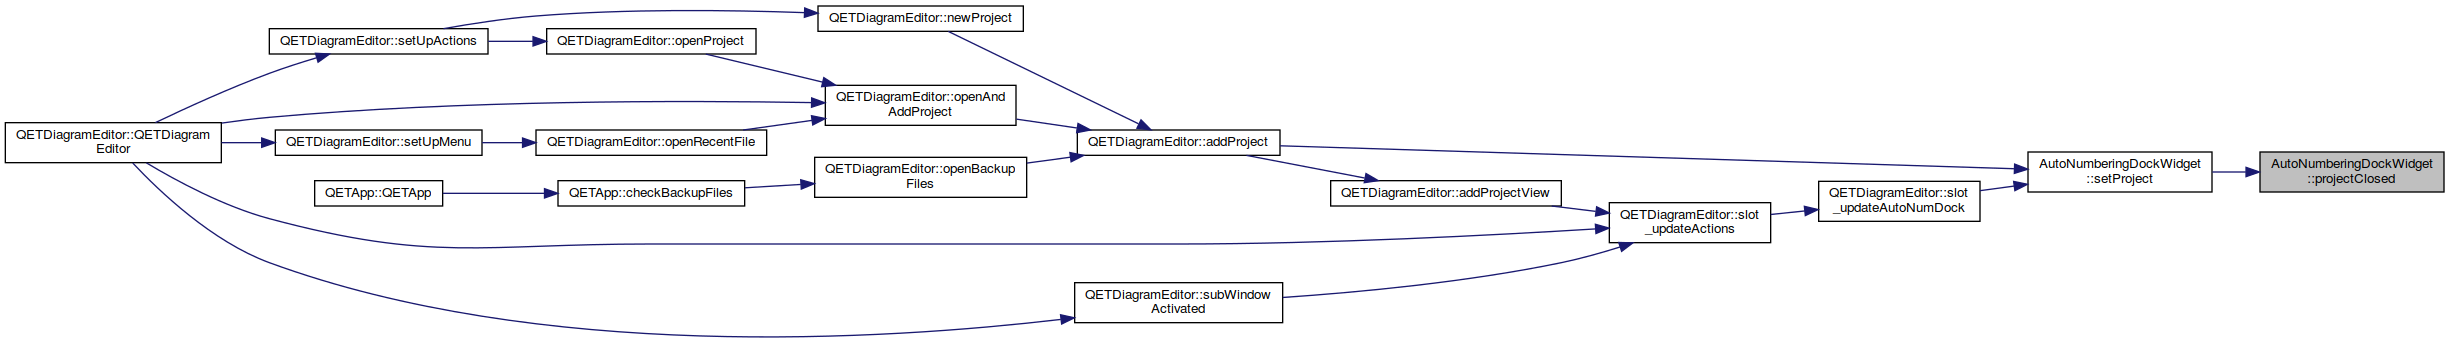 QETDiagramEditor::newProject
QETDiagramEditor::setUpActions
QETDiagramEditor::openProject
QETDiagramEditor::openAnd
AddProject
QETDiagramEditor::QETDiagram
Editor
QETDiagramEditor::setUpMenu
QETDiagramEditor::openRecentFile
QETDiagramEditor::addProject
QETDiagramEditor::openBackup
Files
QETApp::QETApp
QETApp::checkBackupFiles
QETDiagramEditor::addProjectView
QETDiagramEditor::slot
_updateActions
QETDiagramEditor::slot
_updateAutoNumDock
AutoNumberingDockWidget
::setProject
AutoNumberingDockWidget
::projectClosed
QETDiagramEditor::subWindow
Activated